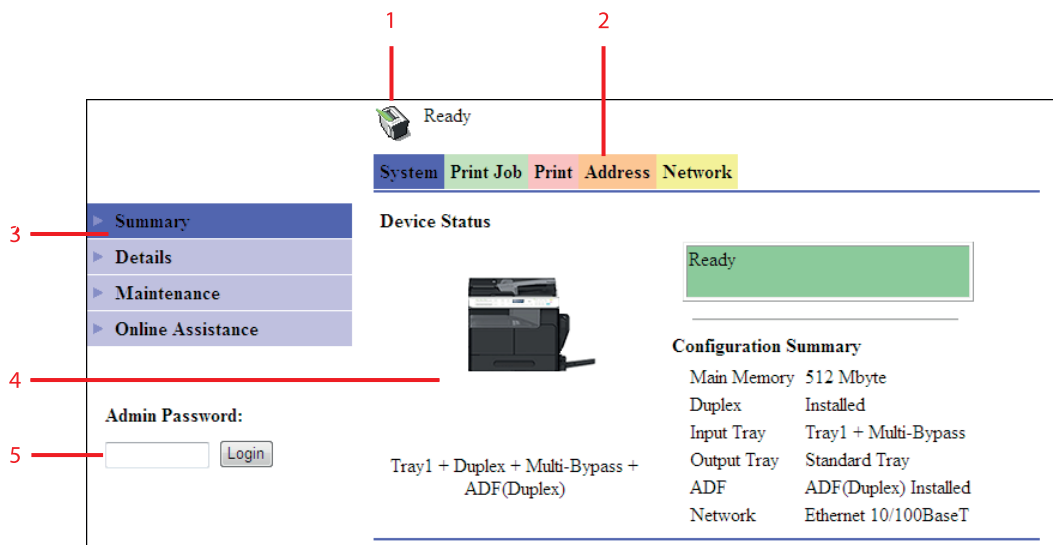 1
2
Ready
System Print Job Print Address Network
3
Summary
Details
Maintenance
Online Assistance
Device Status
Ready
Configuration Summary
Main Memory 512 Mbyte
Duplex Installed
Input Tray Tray1 + Multi-Bypass
Output Tray Standard Tray
ADF ADF(Duplex) Installed
Network Ethernet 10/100BaseT
4
Tray1 + Duplex + Multi-Bypass +
ADF(Duplex)
Admin Password:
5
Login